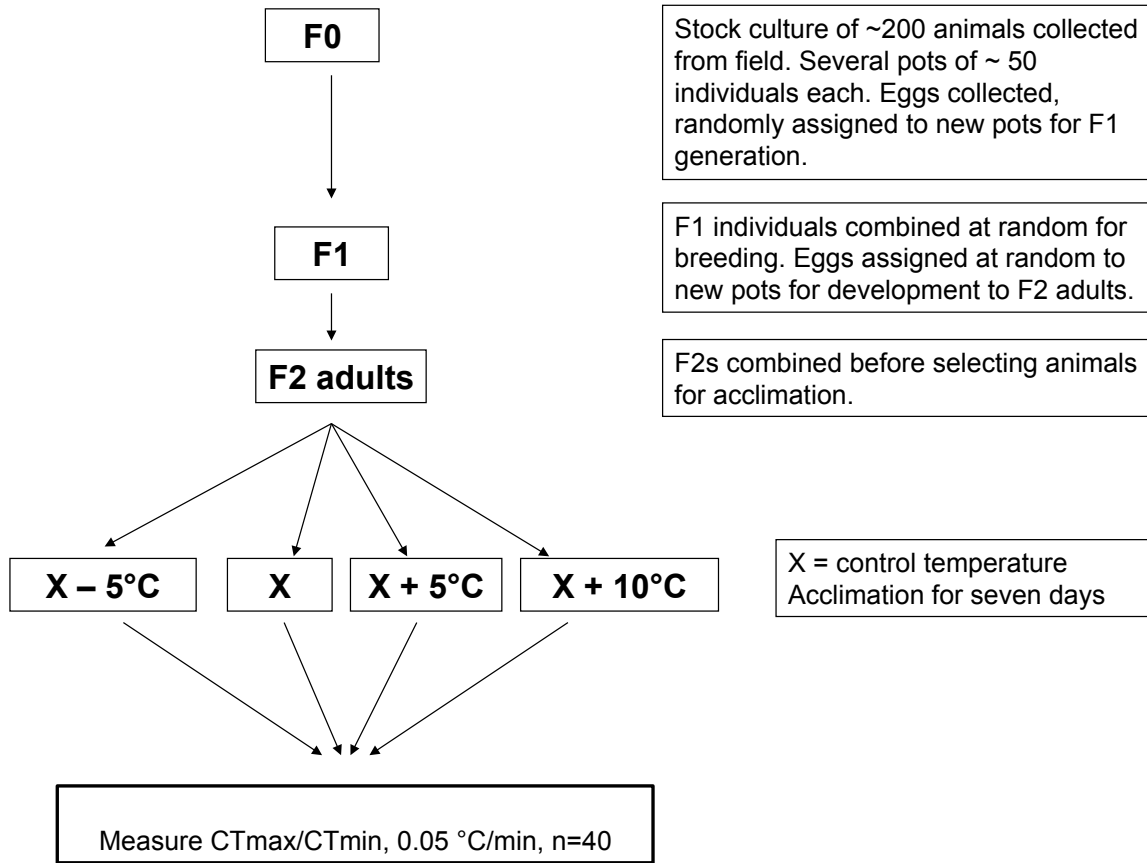 F0
Stock culture of ~200 animals collected
from field. Several pots of ~ 50
individuals each. Eggs collected,
randomly assigned to new pots for F1
generation.
F1
F1 individuals combined at random for
breeding. Eggs assigned at random to
new pots for development to F2 adults.
F2 adults
F2s combined before selecting animals
for acclimation.
X – 5°C
X
X + 5°C
X + 10°C
X = control temperature
Acclimation for seven days
Measure CTmax/CTmin, 0.05 °C/min, n=40